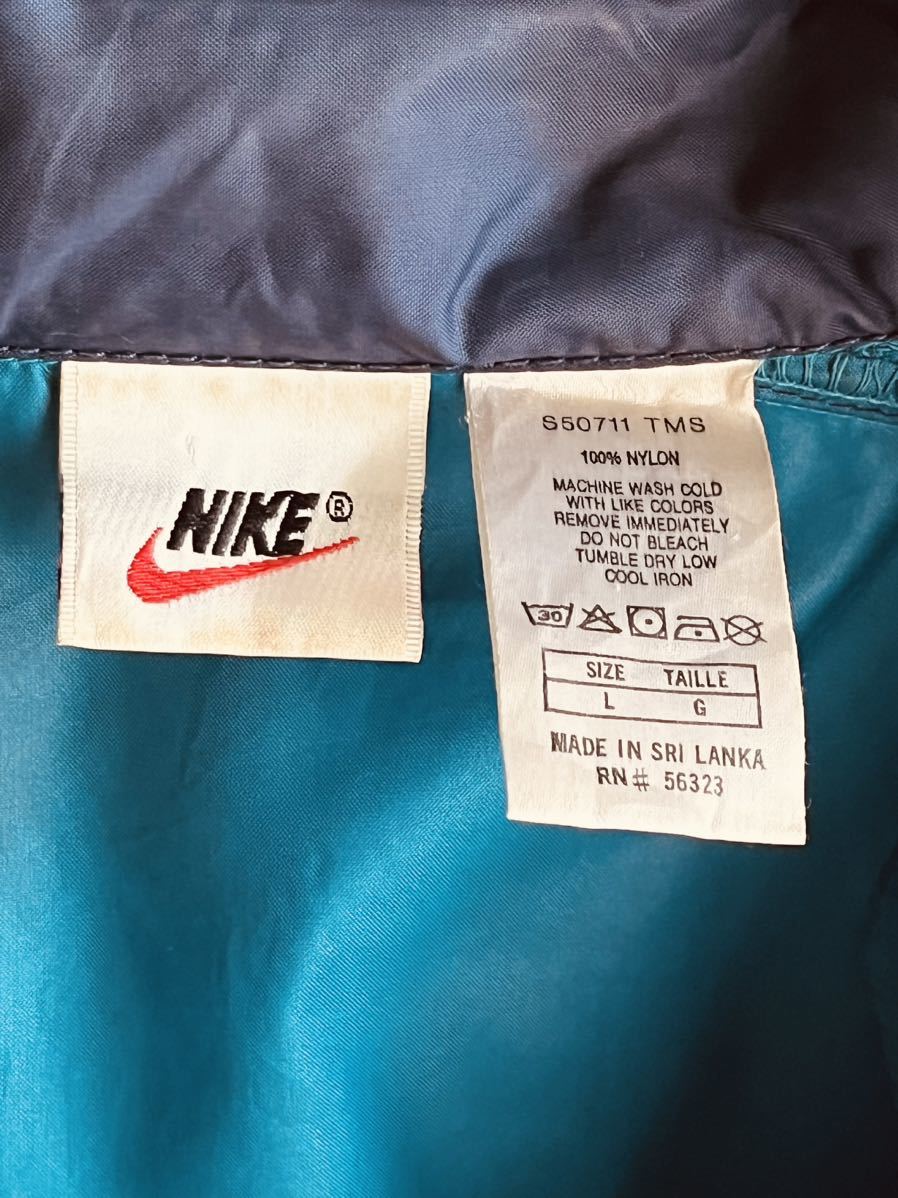 NIKE®
S50711 TMS
100% NYLON
MACHINE WASH COLD
WITH LIKE COLORS
REMOVE IMMEDIATELY
DO NOT BLEACH
TUMBLE DRY LOW
COOL IRON
30
SIZE TAILLE
L G
MADE IN SRI LANKA
RN# 56323